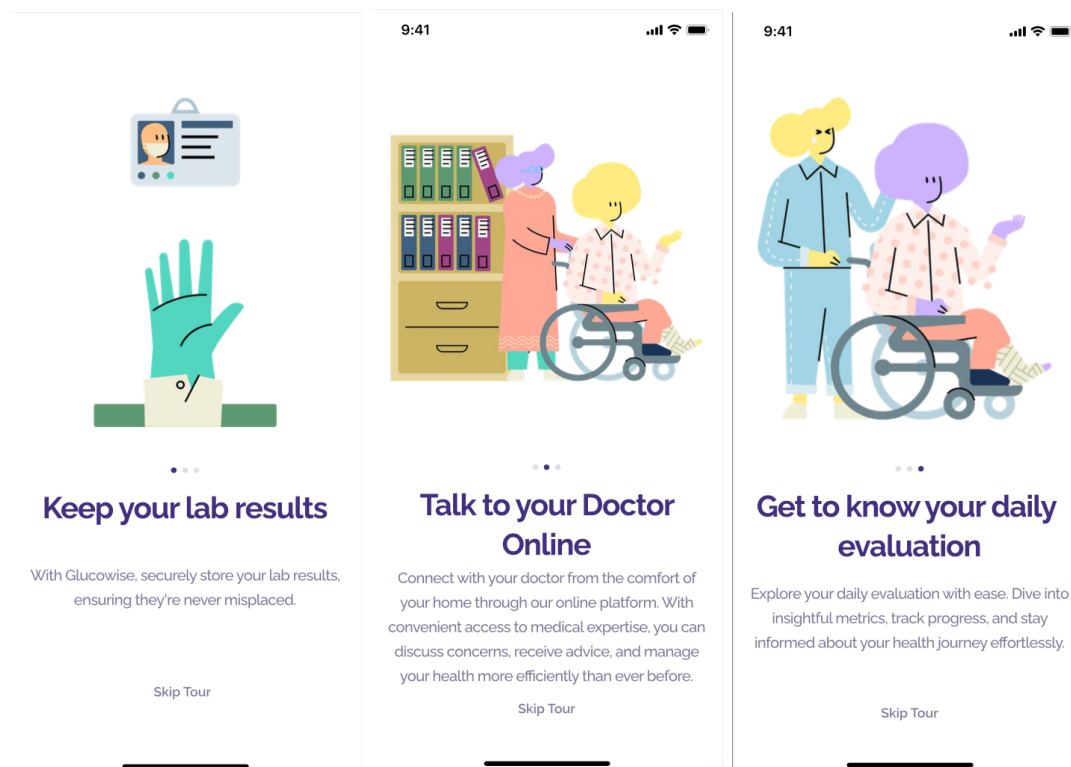 Keep your lab results
With Glucowise, securely store your lab results,
ensuring they're never misplaced.
Skip Tour
9:41
Talk to your Doctor
Online
Connect with your doctor from the comfort of
your home through our online platform. With
convenient access to medical expertise, you can
discuss concerns, receive advice, and manage
your health more efficiently than ever before.
Skip Tour
9:41
Get to know your daily
evaluation
Explore your daily evaluation with ease. Dive into
insightful metrics, track progress, and stay
informed about your health journey effortlessly.
Skip Tour